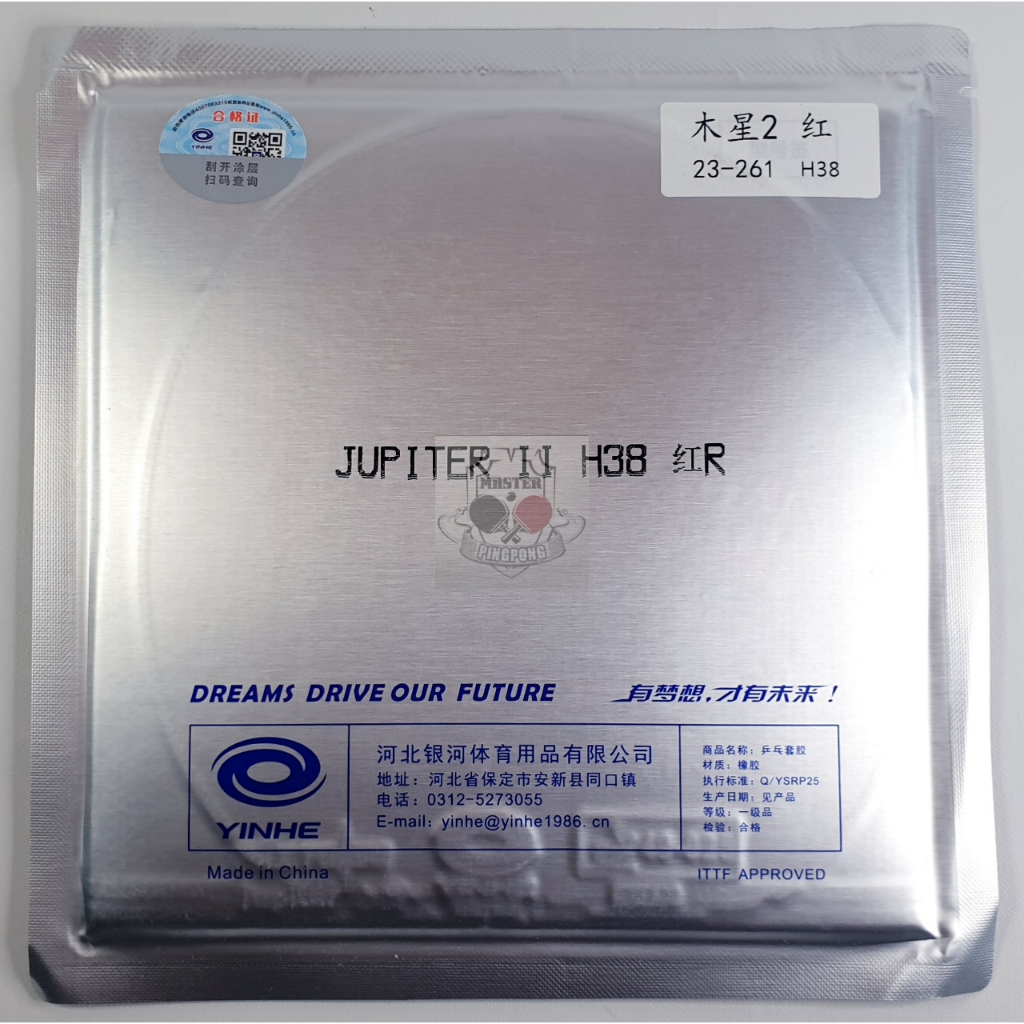 合格证
YINHE
刮开涂层
扫码查询
木星2 红
23-261 H38
JUPITER II H38 红R
MASTER
PINGPONG
DREAMS DRIVE OUR FUTURE
有梦想,才有未来!
YINHE
河北银河体育用品有限公司
地址：河北省保定市安新县同口镇
电话：0312-5273055
E-mail：yinhe@yinhe1986.cn
商品名称：乒乓套胶
材质：橡胶
执行标准：Q/YSRP25
生产日期：见产品
等级：一级品
检验：合格
Made in China
ITTF APPROVED